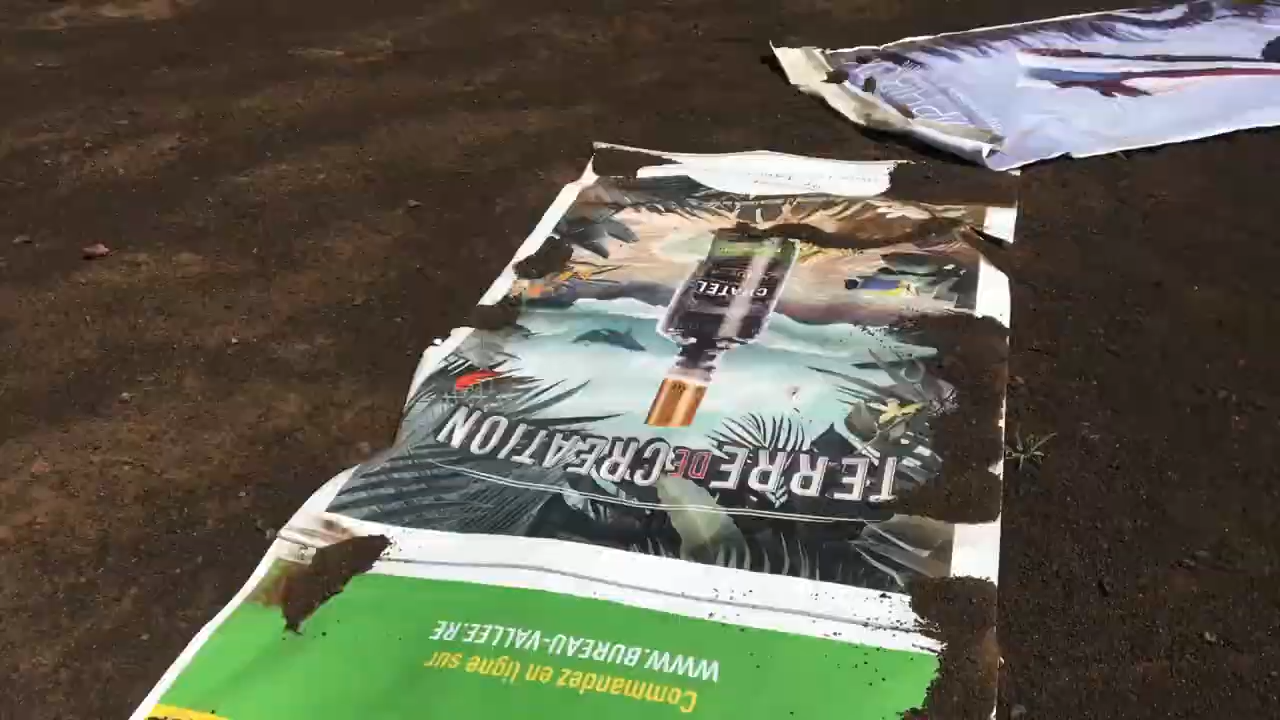 Commandez en ligne sur
WWW.BUREAU-VALLEE.RE
TERRE DE CREATION
CHATEL